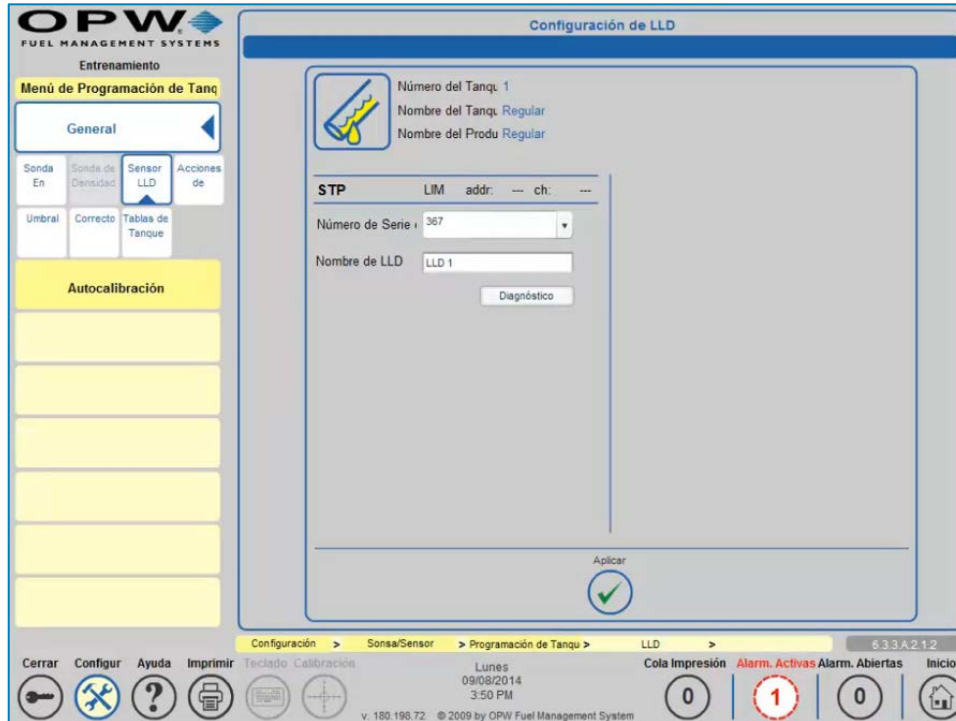 OPW
FUEL MANAGEMENT SYSTEMS
Entrenamiento
Menú de Programación de Tanq
General
Sonda En
Sonda de Densidad
Sensor LLD
Acciones de
Umbral
Correcto
Tablas de Tanque
Autocalibración
Configuración de LLD
Número del Tanqu 1
Nombre del Tanqu Regular
Nombre del Produ Regular
STP LIM addr: --- ch: ---
Número de Serie 367
Nombre de LLD LLD 1
Diagnóstico
Aplicar
Configuración > Sonsa/Sensor > Programación de Tanqu > LLD > 6.3.3.A.2.1.2
Cerrar Configur Ayuda Imprimir Teclado Calibración
Lunes
09/08/2014
3:50 PM
v. 180.198.72 © 2009 by OPW Fuel Management System
Cola Impresión Alarm. Activas Alarm. Abiertas Inicio
0 1 0